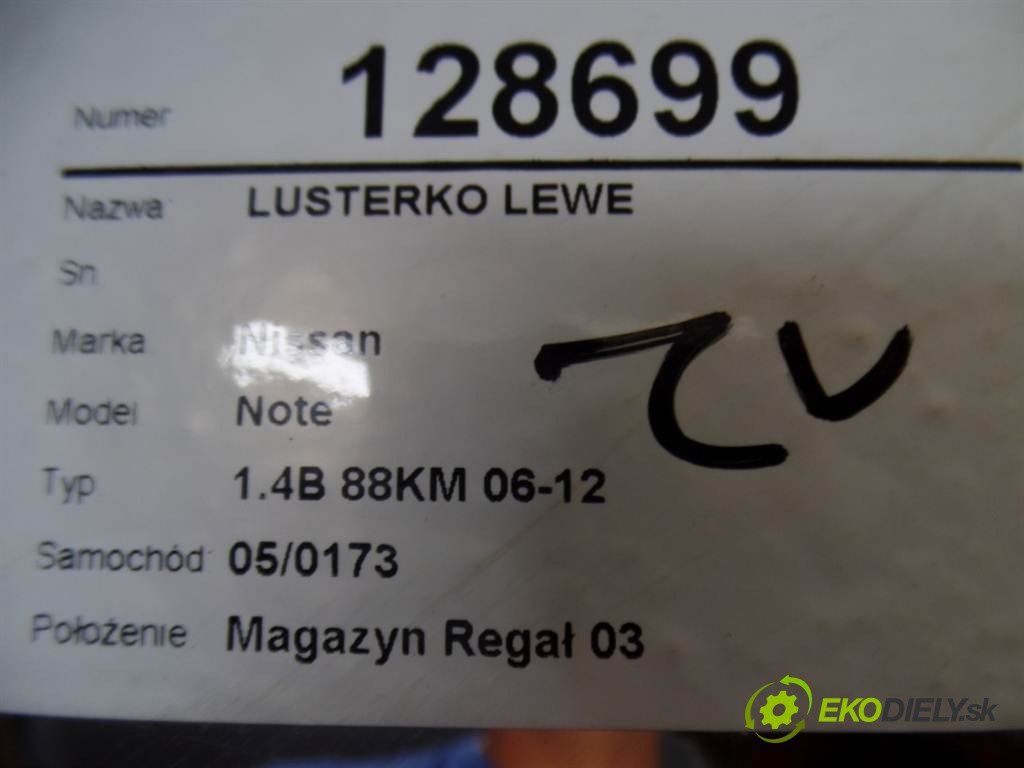 Numer 128699
Nazwa LUSTERKO LEWE
Sn
Marka Nissan
Model Note
Typ 1.4B 88KM 06-12
Samochód 05/0173
Położenie Magazyn Regał 03
EKODIELY.sk